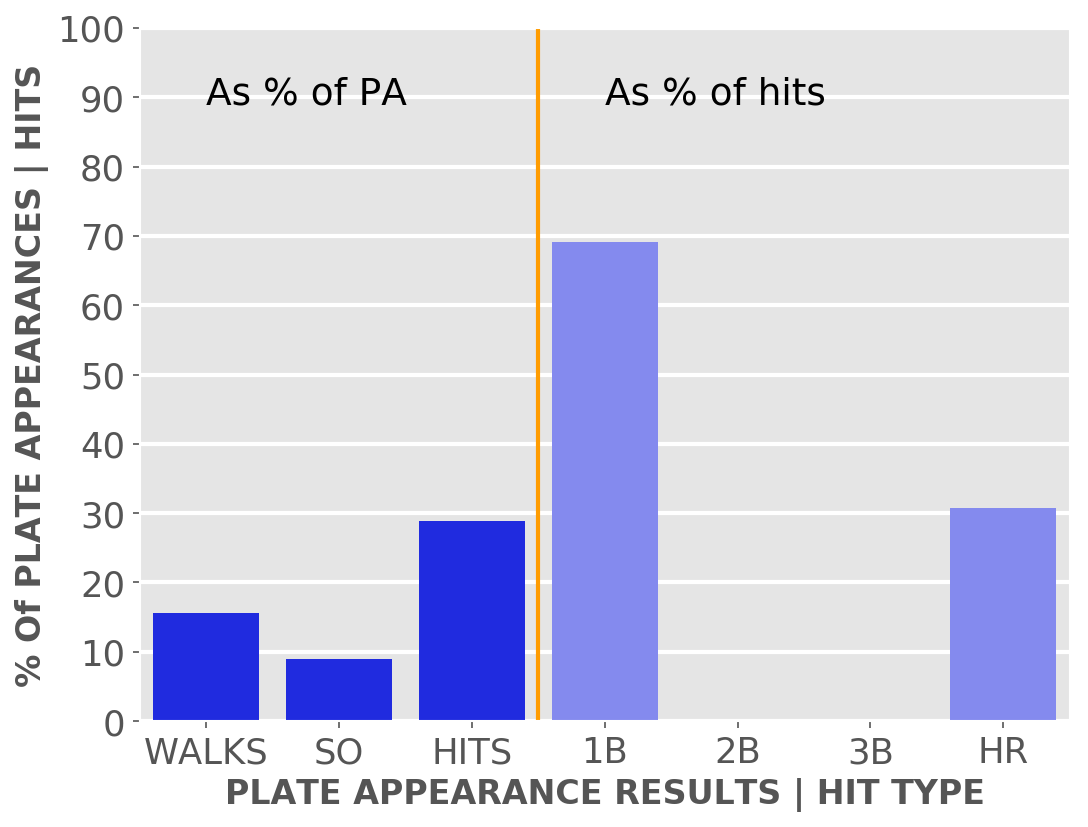 % Of PLATE APPEARANCES | HITS
100
90
80
70
60
50
40
30
20
10
0
As % of PA
As % of hits
WALKS SO HITS 1B 2B 3B HR
PLATE APPEARANCE RESULTS | HIT TYPE